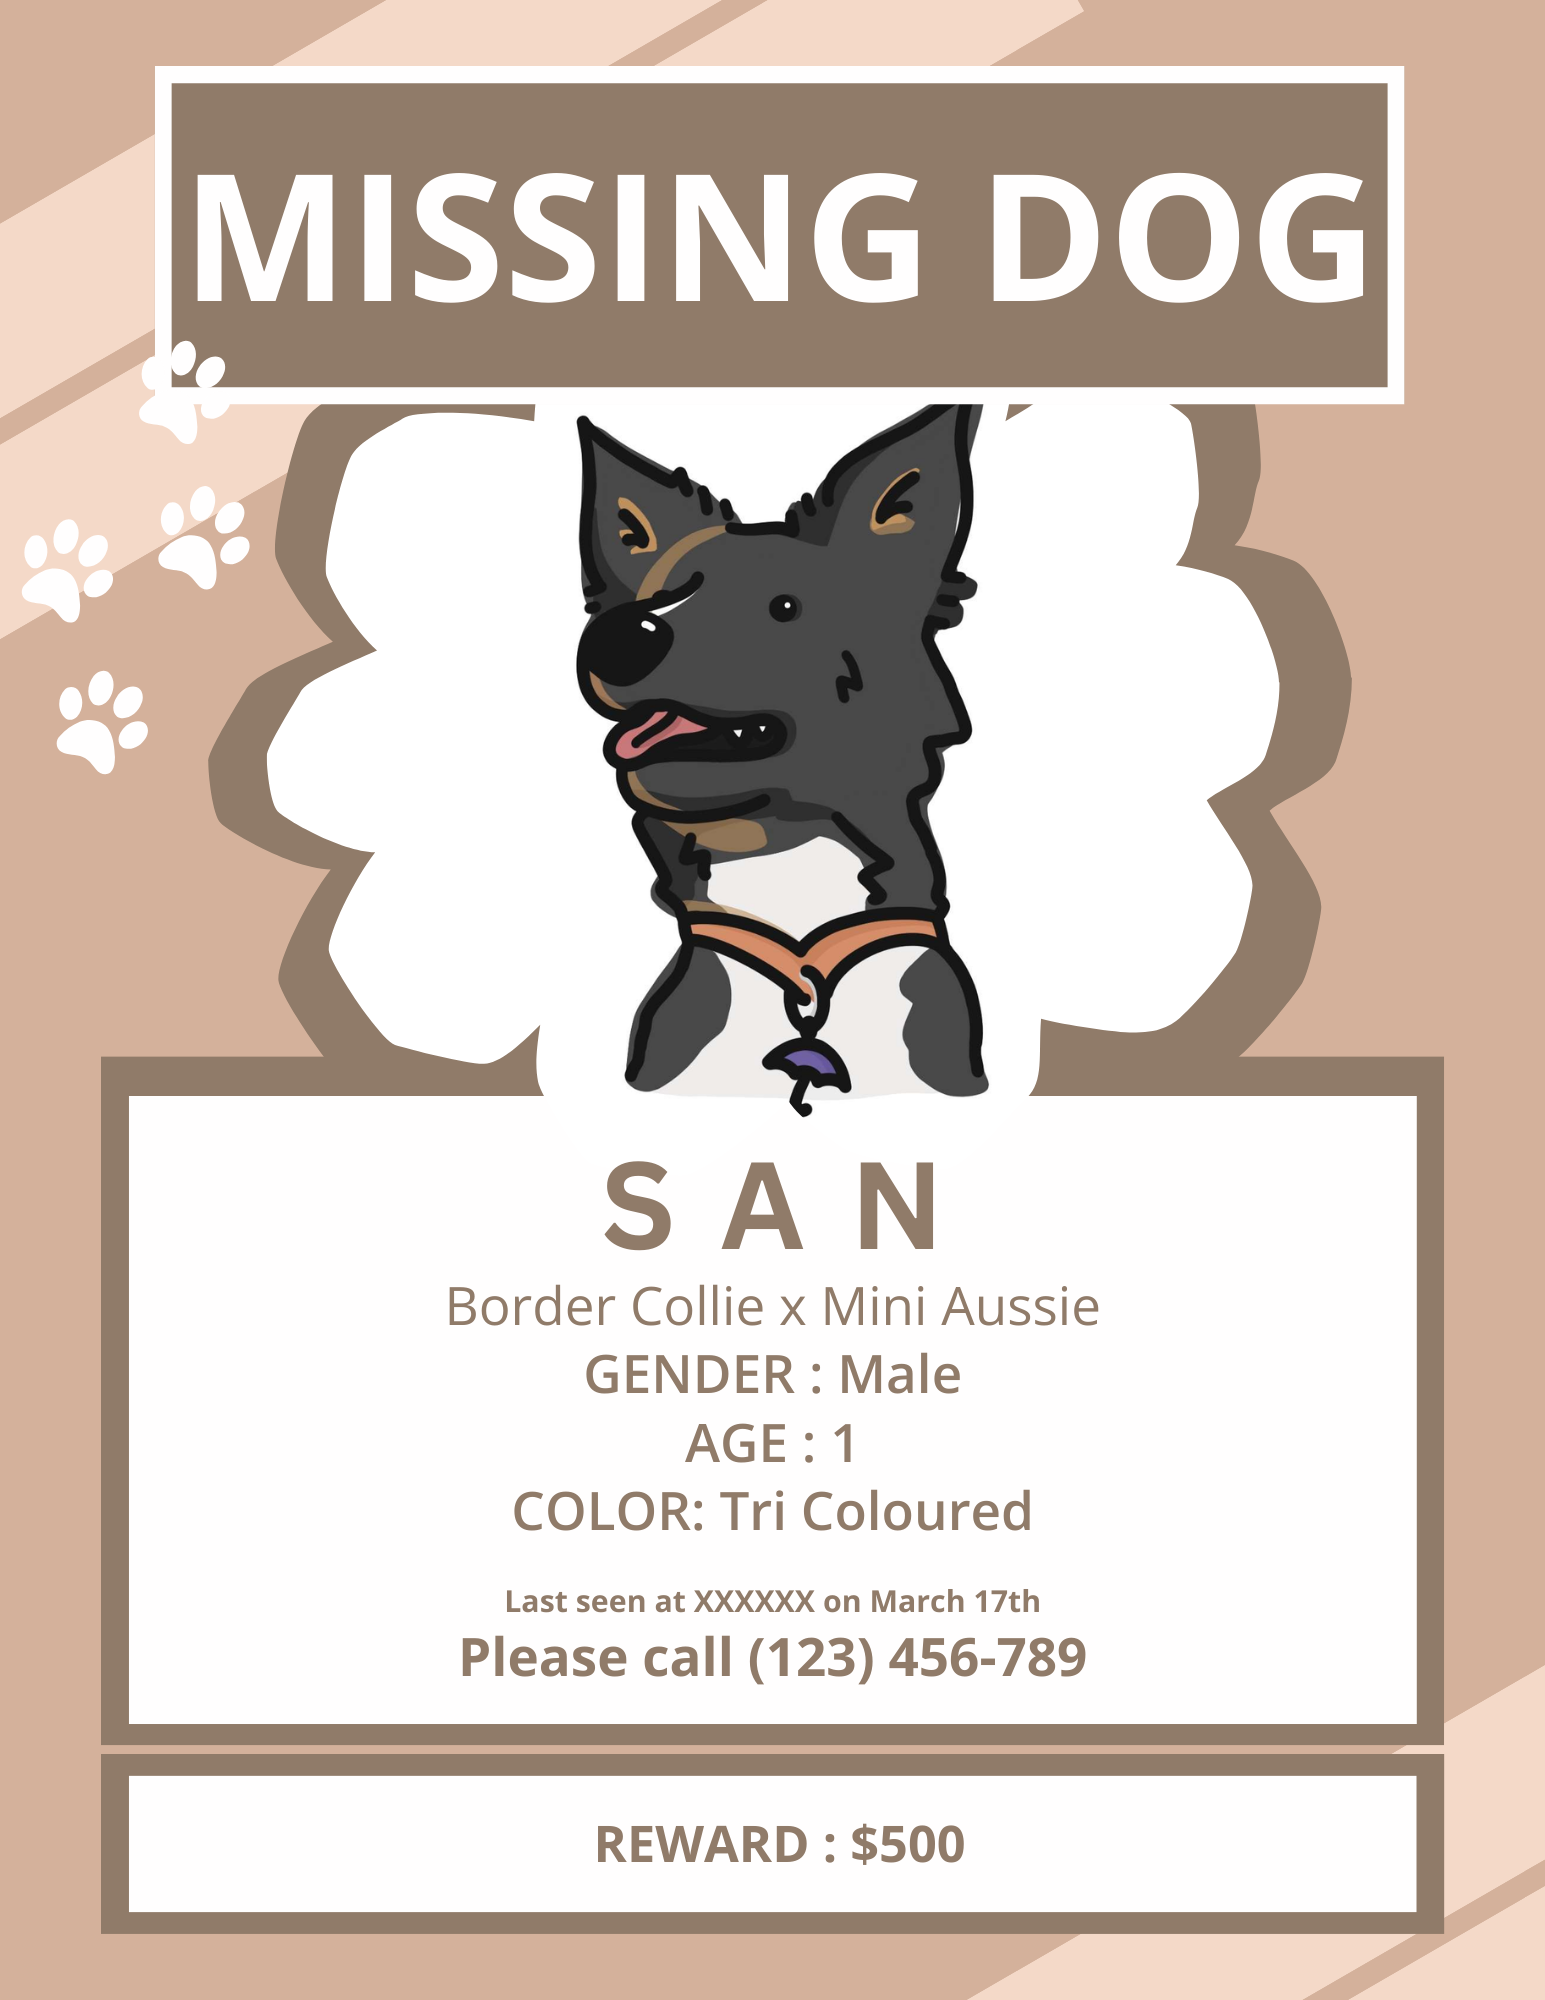 MISSING DOG
S A N
Border Collie x Mini Aussie
GENDER : Male
AGE : 1
COLOR: Tri Coloured
Last seen at XXXXXX on March 17th
Please call (123) 456-789
REWARD : $500